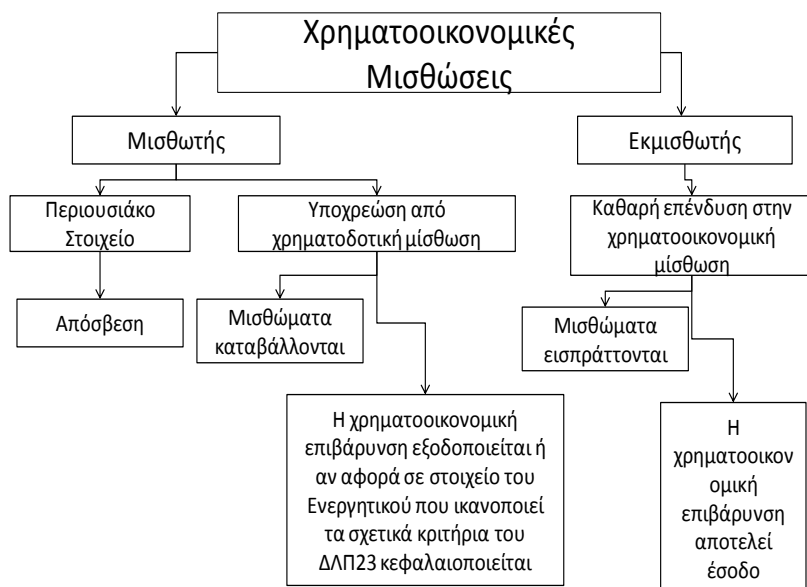 Χρηματοοικονομικές
Μισθώσεις
Μισθωτής
Εκμισθωτής
Περιουσιάκο
Στοιχείο
Υποχρεώση από
χρηματοδοτική μίσθωση
Καθαρή επένδυση στην
χρηματοοικονομική
μίσθωση
Απόσβεση
Μισθώματα
καταβάλλονται
Μισθώματα
εισπράττονται
Η χρηματοοικονομική
επιβάρυνση εξοδοποιείται ή
αν αφορά σε στοιχείο του
Ενεργητικού που ικανοποιεί
τα σχετικά κριτήρια του
ΔΛΠ23 κεφαλαιοποιείται
Η
χρηματοοικον
ομική
επιβάρυνση
αποτελεί
έσοδο